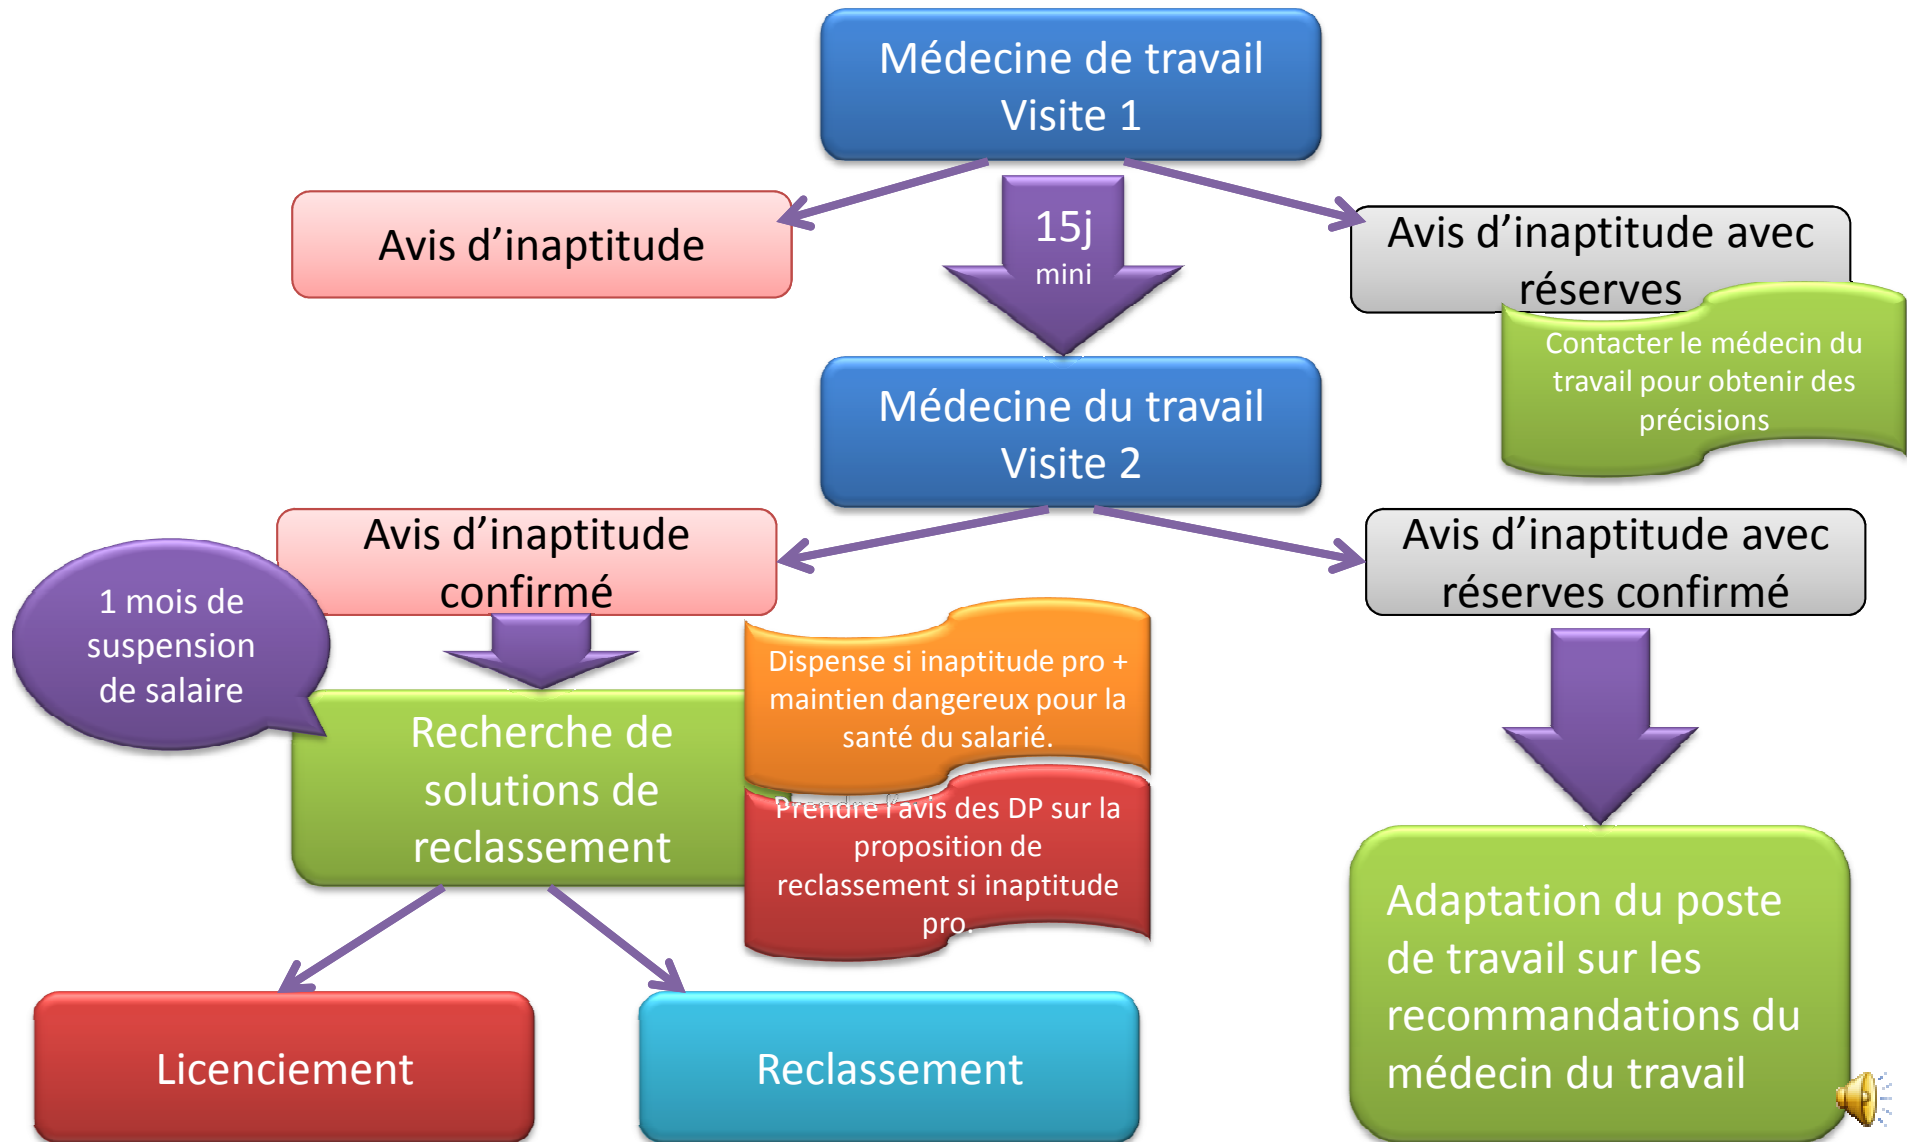 Médecine de travail
Visite 1
Avis d’inaptitude
15j
mini
Avis d’inaptitude avec
réserves
Contacter le médecin du
travail pour obtenir des
précisions
Médecine du travail
Visite 2
Avis d’inaptitude
confirmé
Avis d’inaptitude avec
réserves confirmé
1 mois de
suspension
de salaire
Recherche de
solutions de
reclassement
Dispense si inaptitude pro +
maintien dangereux pour la
santé du salarié.
Prendre l’avis des DP sur la
proposition de
reclassement si inaptitude
pro.
Adaptation du poste
de travail sur les
recommandations du
médecin du travail
Licenciement
Reclassement